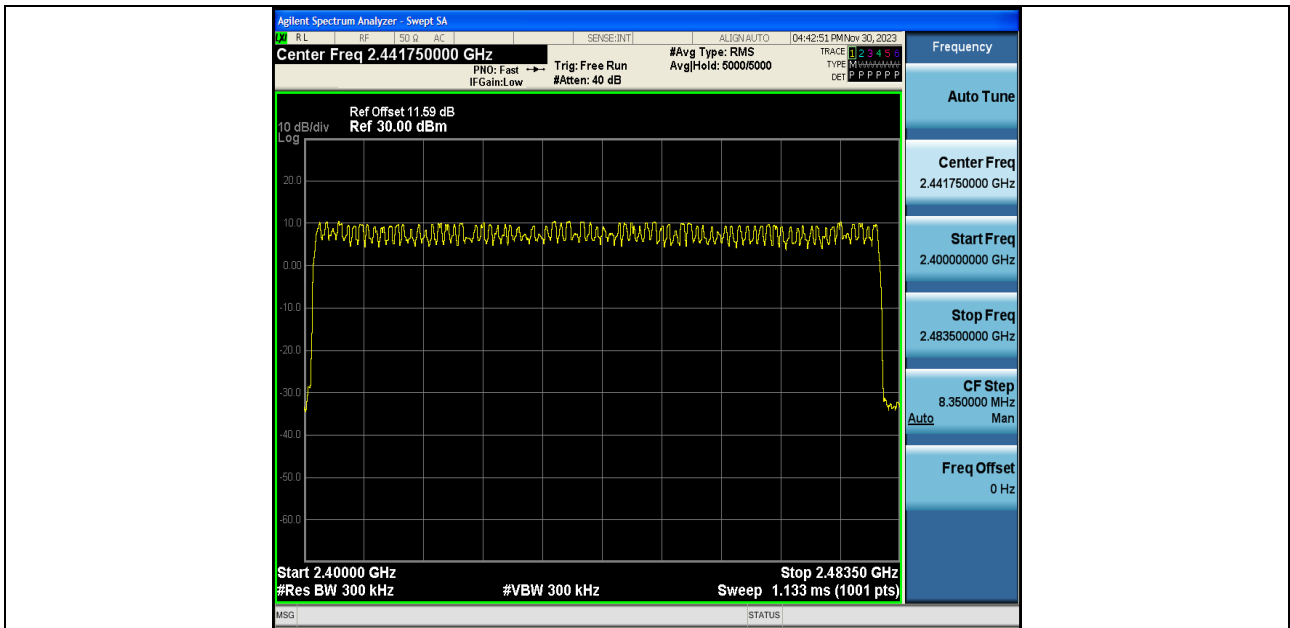 Agilent Spectrum Analyzer - Swept SA
LXI RL RF 50 Ω AC SENSE:INT ALIGN AUTO 04:42:51 PM Nov 30, 2023
Center Freq 2.441750000 GHz
PNO: Fast
IFGain:Low
Trig: Free Run
#Atten: 40 dB
#Avg Type: RMS
Avg|Hold: 5000/5000
TRACE 1 2 3 4 5 6
TYPE M
DET P P P P P P
Ref Offset 11.59 dB
10 dB/div Ref 30.00 dBm
Log
20.0
10.0
0.00
-10.0
-20.0
-30.0
-40.0
-50.0
-60.0
Start 2.40000 GHz Stop 2.48350 GHz
#Res BW 300 kHz #VBW 300 kHz Sweep 1.133 ms (1001 pts)
MSG STATUS
Frequency
Auto Tune
Center Freq
2.441750000 GHz
Start Freq
2.400000000 GHz
Stop Freq
2.483500000 GHz
CF Step
8.350000 MHz
Auto Man
Freq Offset
0 Hz